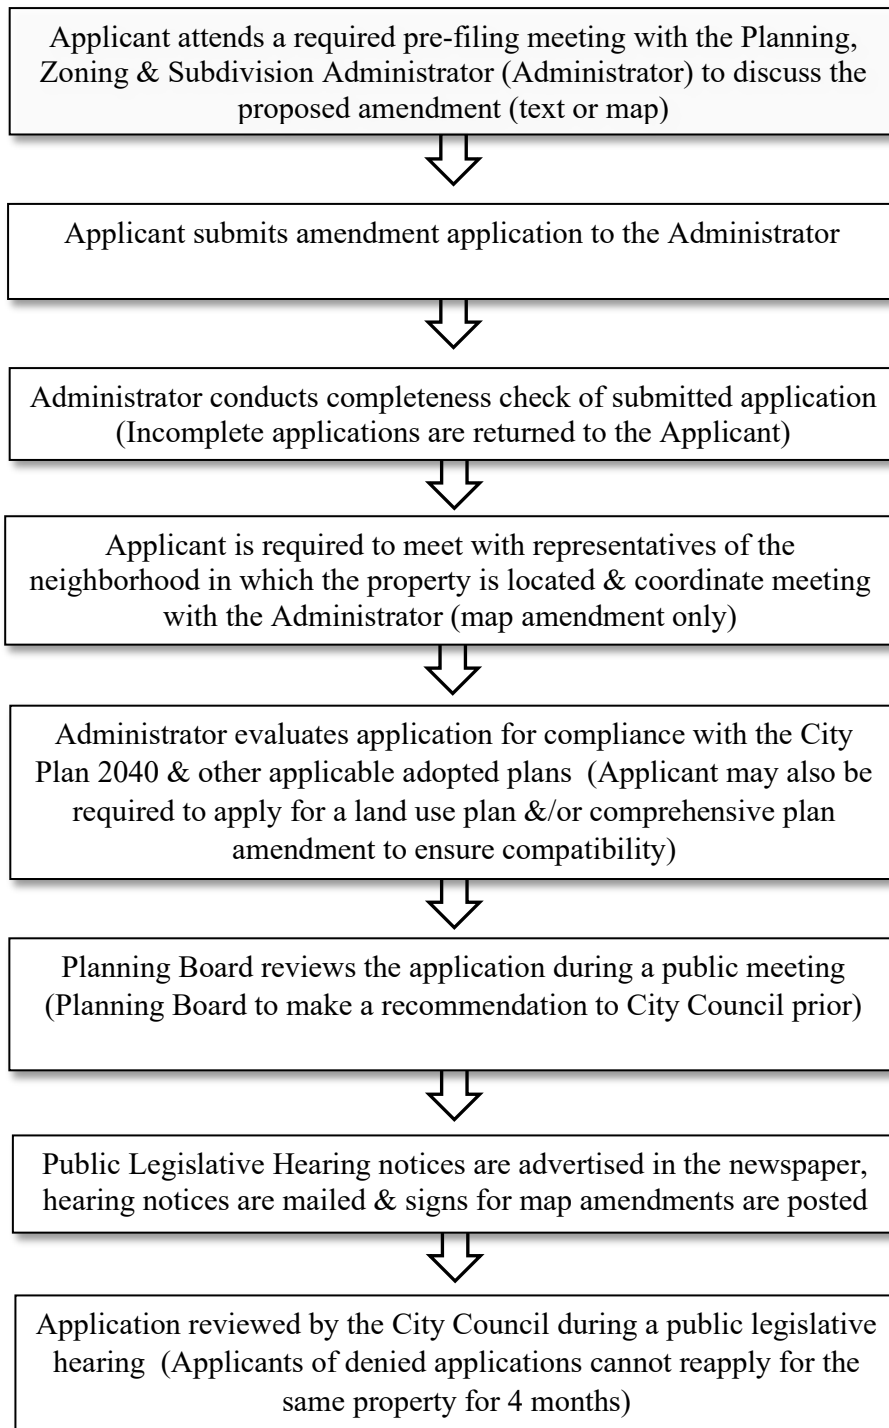 Applicant attends a required pre-filing meeting with the Planning,
Zoning & Subdivision Administrator (Administrator) to discuss the
proposed amendment (text or map)
Applicant submits amendment application to the Administrator
Administrator conducts completeness check of submitted application
(Incomplete applications are returned to the Applicant)
Applicant is required to meet with representatives of the
neighborhood in which the property is located & coordinate meeting
with the Administrator (map amendment only)
Administrator evaluates application for compliance with the City
Plan 2040 & other applicable adopted plans (Applicant may also be
required to apply for a land use plan &/or comprehensive plan
amendment to ensure compatibility)
Planning Board reviews the application during a public meeting
(Planning Board to make a recommendation to City Council prior)
Public Legislative Hearing notices are advertised in the newspaper,
hearing notices are mailed & signs for map amendments are posted
Application reviewed by the City Council during a public legislative
hearing (Applicants of denied applications cannot reapply for the
same property for 4 months)